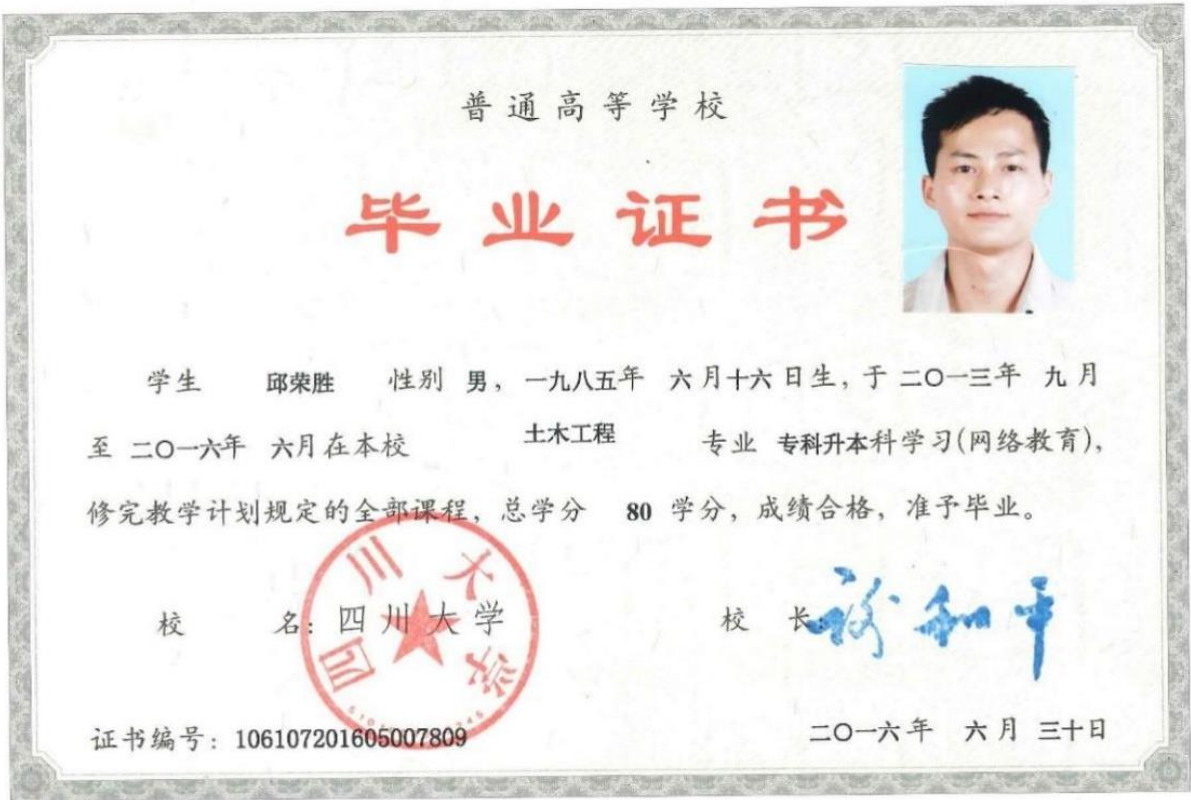 普通高等学校
毕业证书
学生 邱荣胜 性别 男，一九八五年 六月十六日生，于二〇一三年 九月
至 二〇一六年 六月在本校 土木工程 专业 专科升本科学习(网络教育)，
修完教学计划规定的全部课程，总学分 80 学分，成绩合格，准予毕业。
校 名：四川大学 校 长：谢和平
四川大学
证书编号：106107201605007809 二〇一六年 六月 三十日